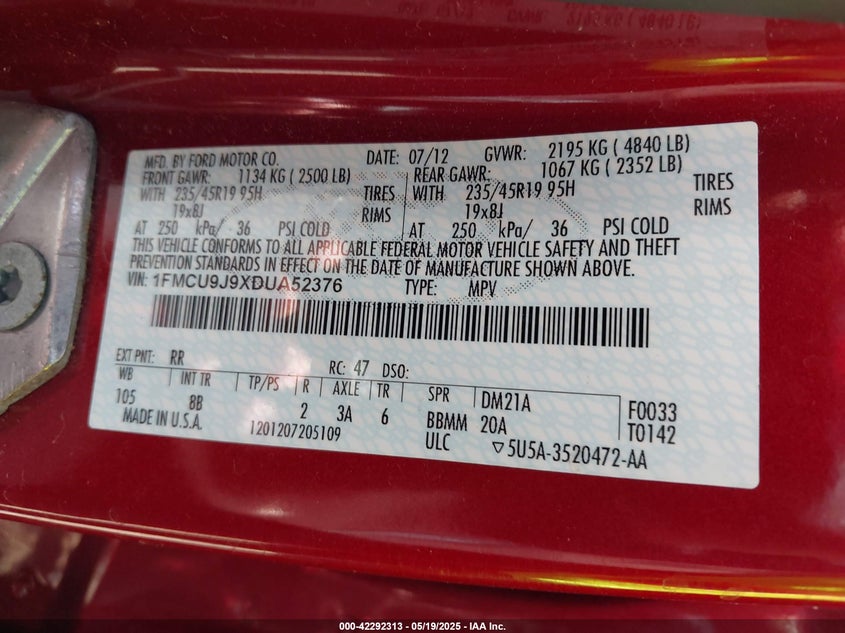 MFD. BY FORD MOTOR CO. DATE: 07/12 GVWR: 2195 KG ( 4840 LB)
FRONT GAWR: 1134 KG ( 2500 LB) REAR GAWR: 1067 KG ( 2352 LB)
WITH 235/45R19 95H TIRES WITH 235/45R19 95H TIRES
19x8J RIMS 19x8J RIMS
AT 250 kPa/ 36 PSI COLD AT 250 kPa/ 36 PSI COLD
THIS VEHICLE CONFORMS TO ALL APPLICABLE FEDERAL MOTOR VEHICLE SAFETY AND THEFT
PREVENTION STANDARDS IN EFFECT ON THE DATE OF MANUFACTURE SHOWN ABOVE.
VIN: 1FMCU9J9XDUA52376 TYPE: MPV
EXT PNT: RR RC: 47 DSO:
WB INT TR TP/PS R AXLE TR SPR DM21A F0033
105 8B 2 3A 6 BBMM 20A T0142
MADE IN U.S.A. 1201207205109 ULC ▽5U5A-3520472-AA
000-42292313 - 05/19/2025 - IAA Inc.